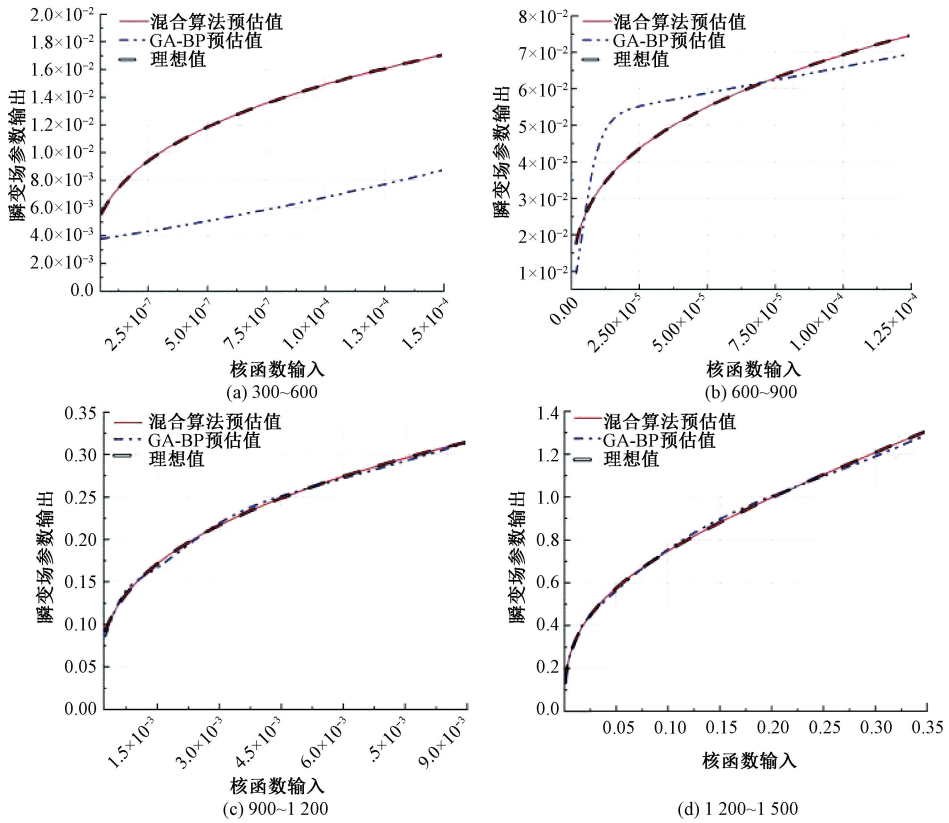 2.0×10⁻²
1.8×10⁻²
1.6×10⁻²
1.4×10⁻²
1.2×10⁻²
1.0×10⁻²
8.0×10⁻³
6.0×10⁻³
4.0×10⁻³
2.0×10⁻³
0.0
瞬变场参数输出
混合算法预估值
GA-BP预估值
理想值
2.5×10⁻⁷
5.0×10⁻⁷
7.5×10⁻⁷
1.0×10⁻⁴
1.3×10⁻⁴
1.5×10⁻⁴
核函数输入
(a) 300~600
8×10⁻²
7×10⁻²
6×10⁻²
5×10⁻²
4×10⁻²
3×10⁻²
2×10⁻²
1×10⁻²
瞬变场参数输出
混合算法预估值
GA-BP预估值
理想值
0.00
2.50×10⁻⁵
5.00×10⁻⁵
7.50×10⁻⁵
1.00×10⁻⁴
1.25×10⁻⁴
核函数输入
(b) 600~900
0.35
0.30
0.25
0.20
0.15
0.10
0.05
0.00
瞬变场参数输出
混合算法预估值
GA-BP预估值
理想值
1.5×10⁻³
3.0×10⁻³
4.5×10⁻³
6.0×10⁻³
.5×10⁻³
9.0×10⁻³
核函数输入
(c) 900~1 200
1.4
1.2
1.0
0.8
0.6
0.4
0.2
0.0
瞬变场参数输出
混合算法预估值
GA-BP预估值
理想值
0.05
0.10
0.15
0.20
0.25
0.30
0.35
核函数输入
(d) 1 200~1 500